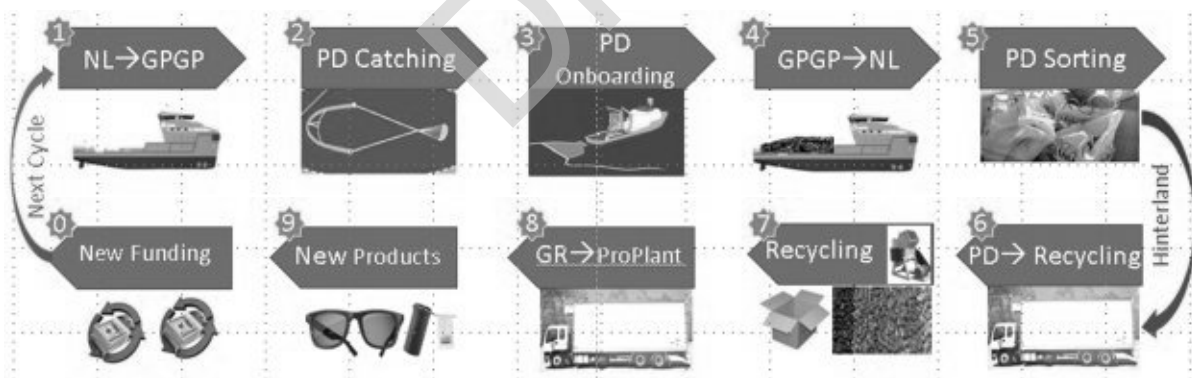 1
NL→GPGP
2
PD Catching
3
PD
Onboarding
4
GPGP→NL
5
PD Sorting
Next Cycle
Hinterland
0
New Funding
9
New Products
8
GR→ProPlant
7
Recycling
6
PD→ Recycling